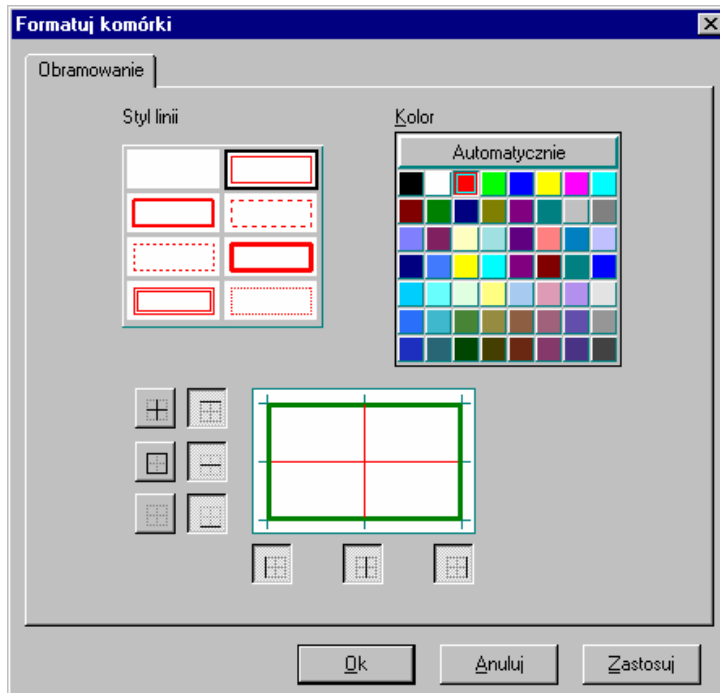 Formatuj komórki
Obramowanie
Styl linii
Kolor
Automatycznie
Ok
Anuluj
Zastosuj